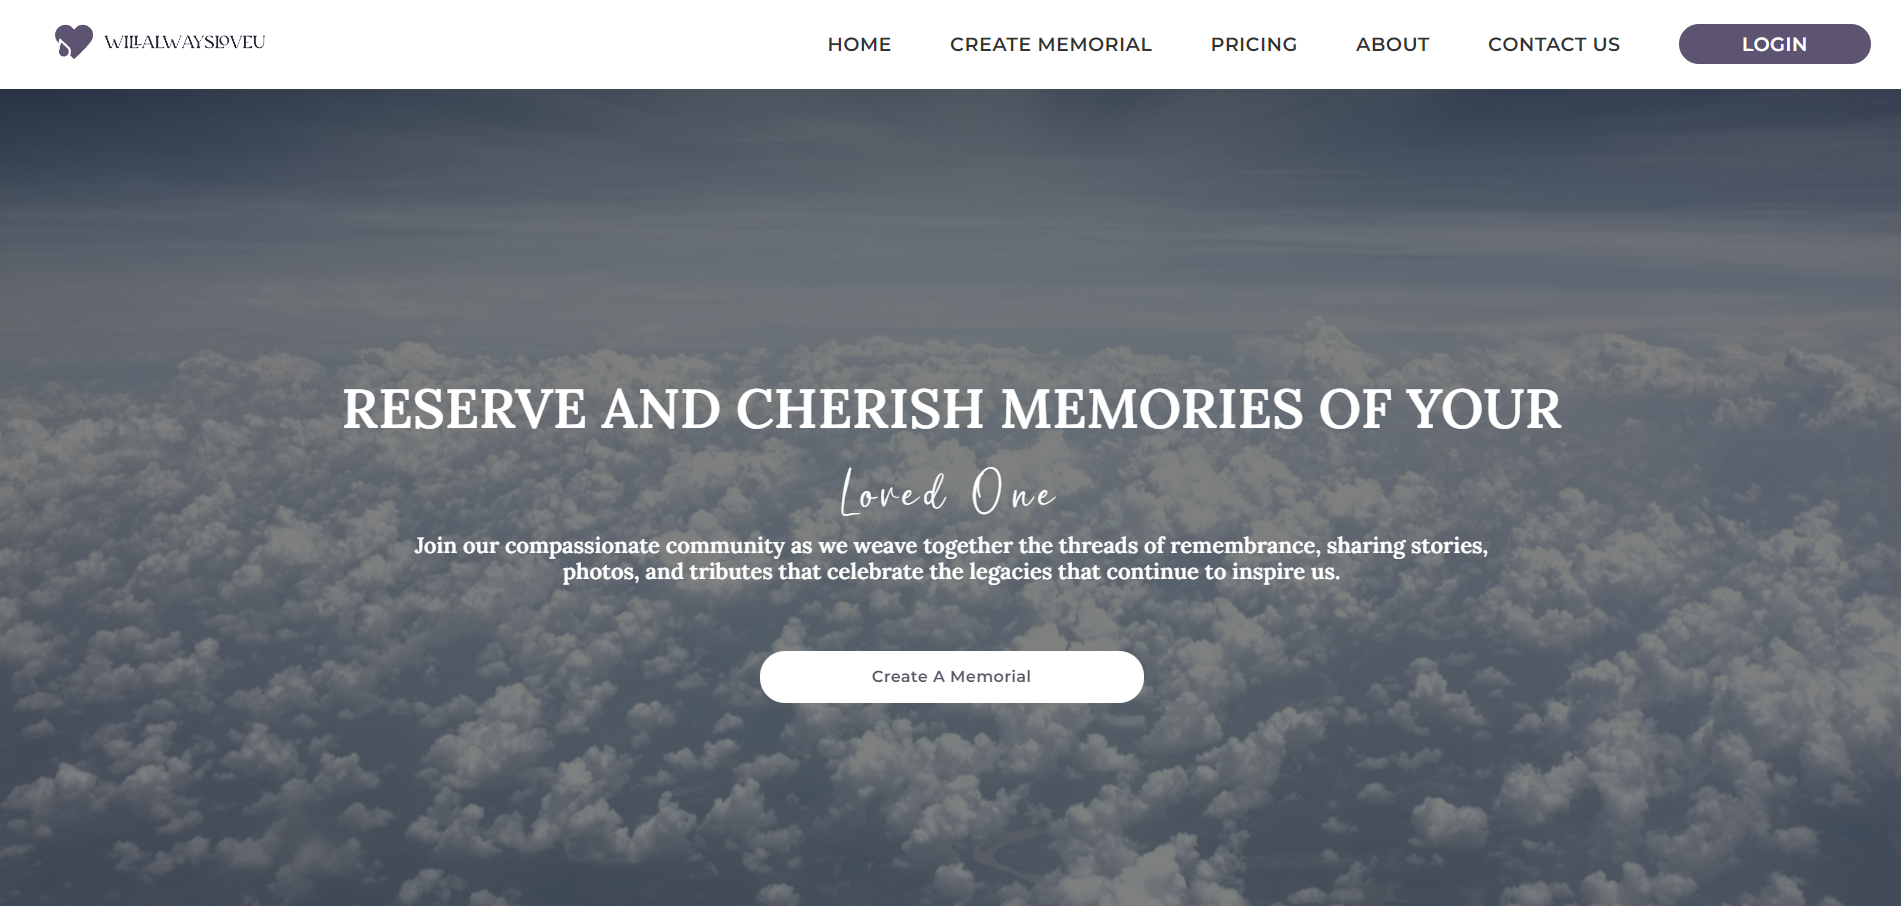 WILLALWAYSLOVEU
HOME CREATE MEMORIAL PRICING ABOUT CONTACT US LOGIN
RESERVE AND CHERISH MEMORIES OF YOUR
Loved One
Join our compassionate community as we weave together the threads of remembrance, sharing stories,
photos, and tributes that celebrate the legacies that continue to inspire us.
Create A Memorial